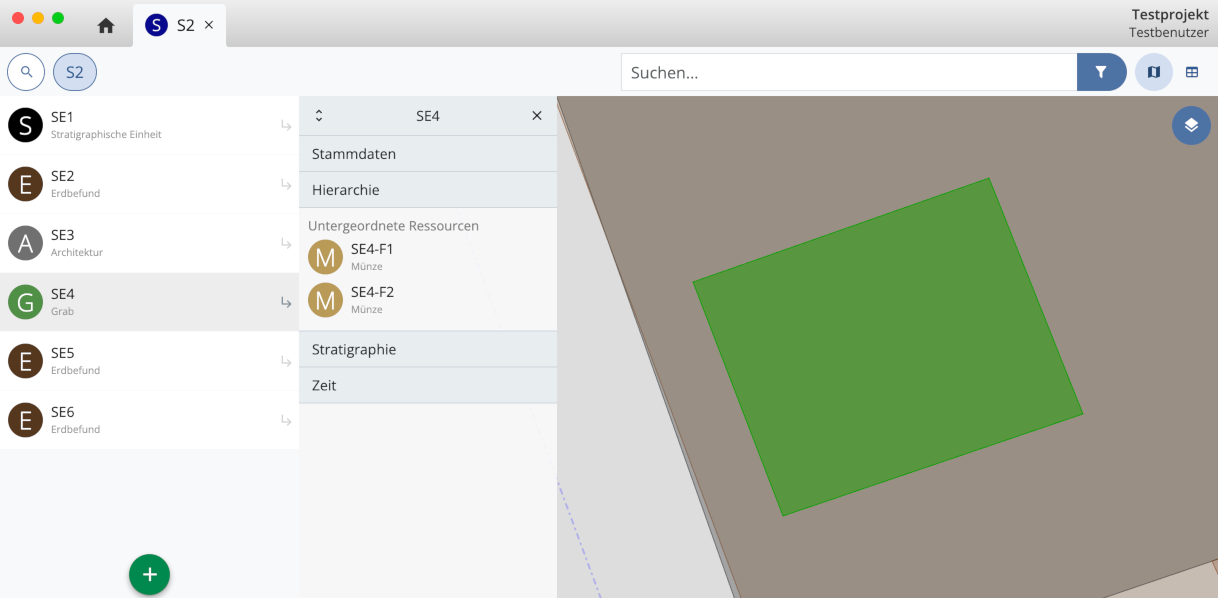 S S2
Testprojekt
Testbenutzer
S2
Suchen...
S SE1
Stratigraphische Einheit
E SE2
Erdbefund
A SE3
Architektur
G SE4
Grab
E SE5
Erdbefund
E SE6
Erdbefund
SE4
Stammdaten
Hierarchie
Untergeordnete Ressourcen
M SE4-F1
Münze
M SE4-F2
Münze
Stratigraphie
Zeit